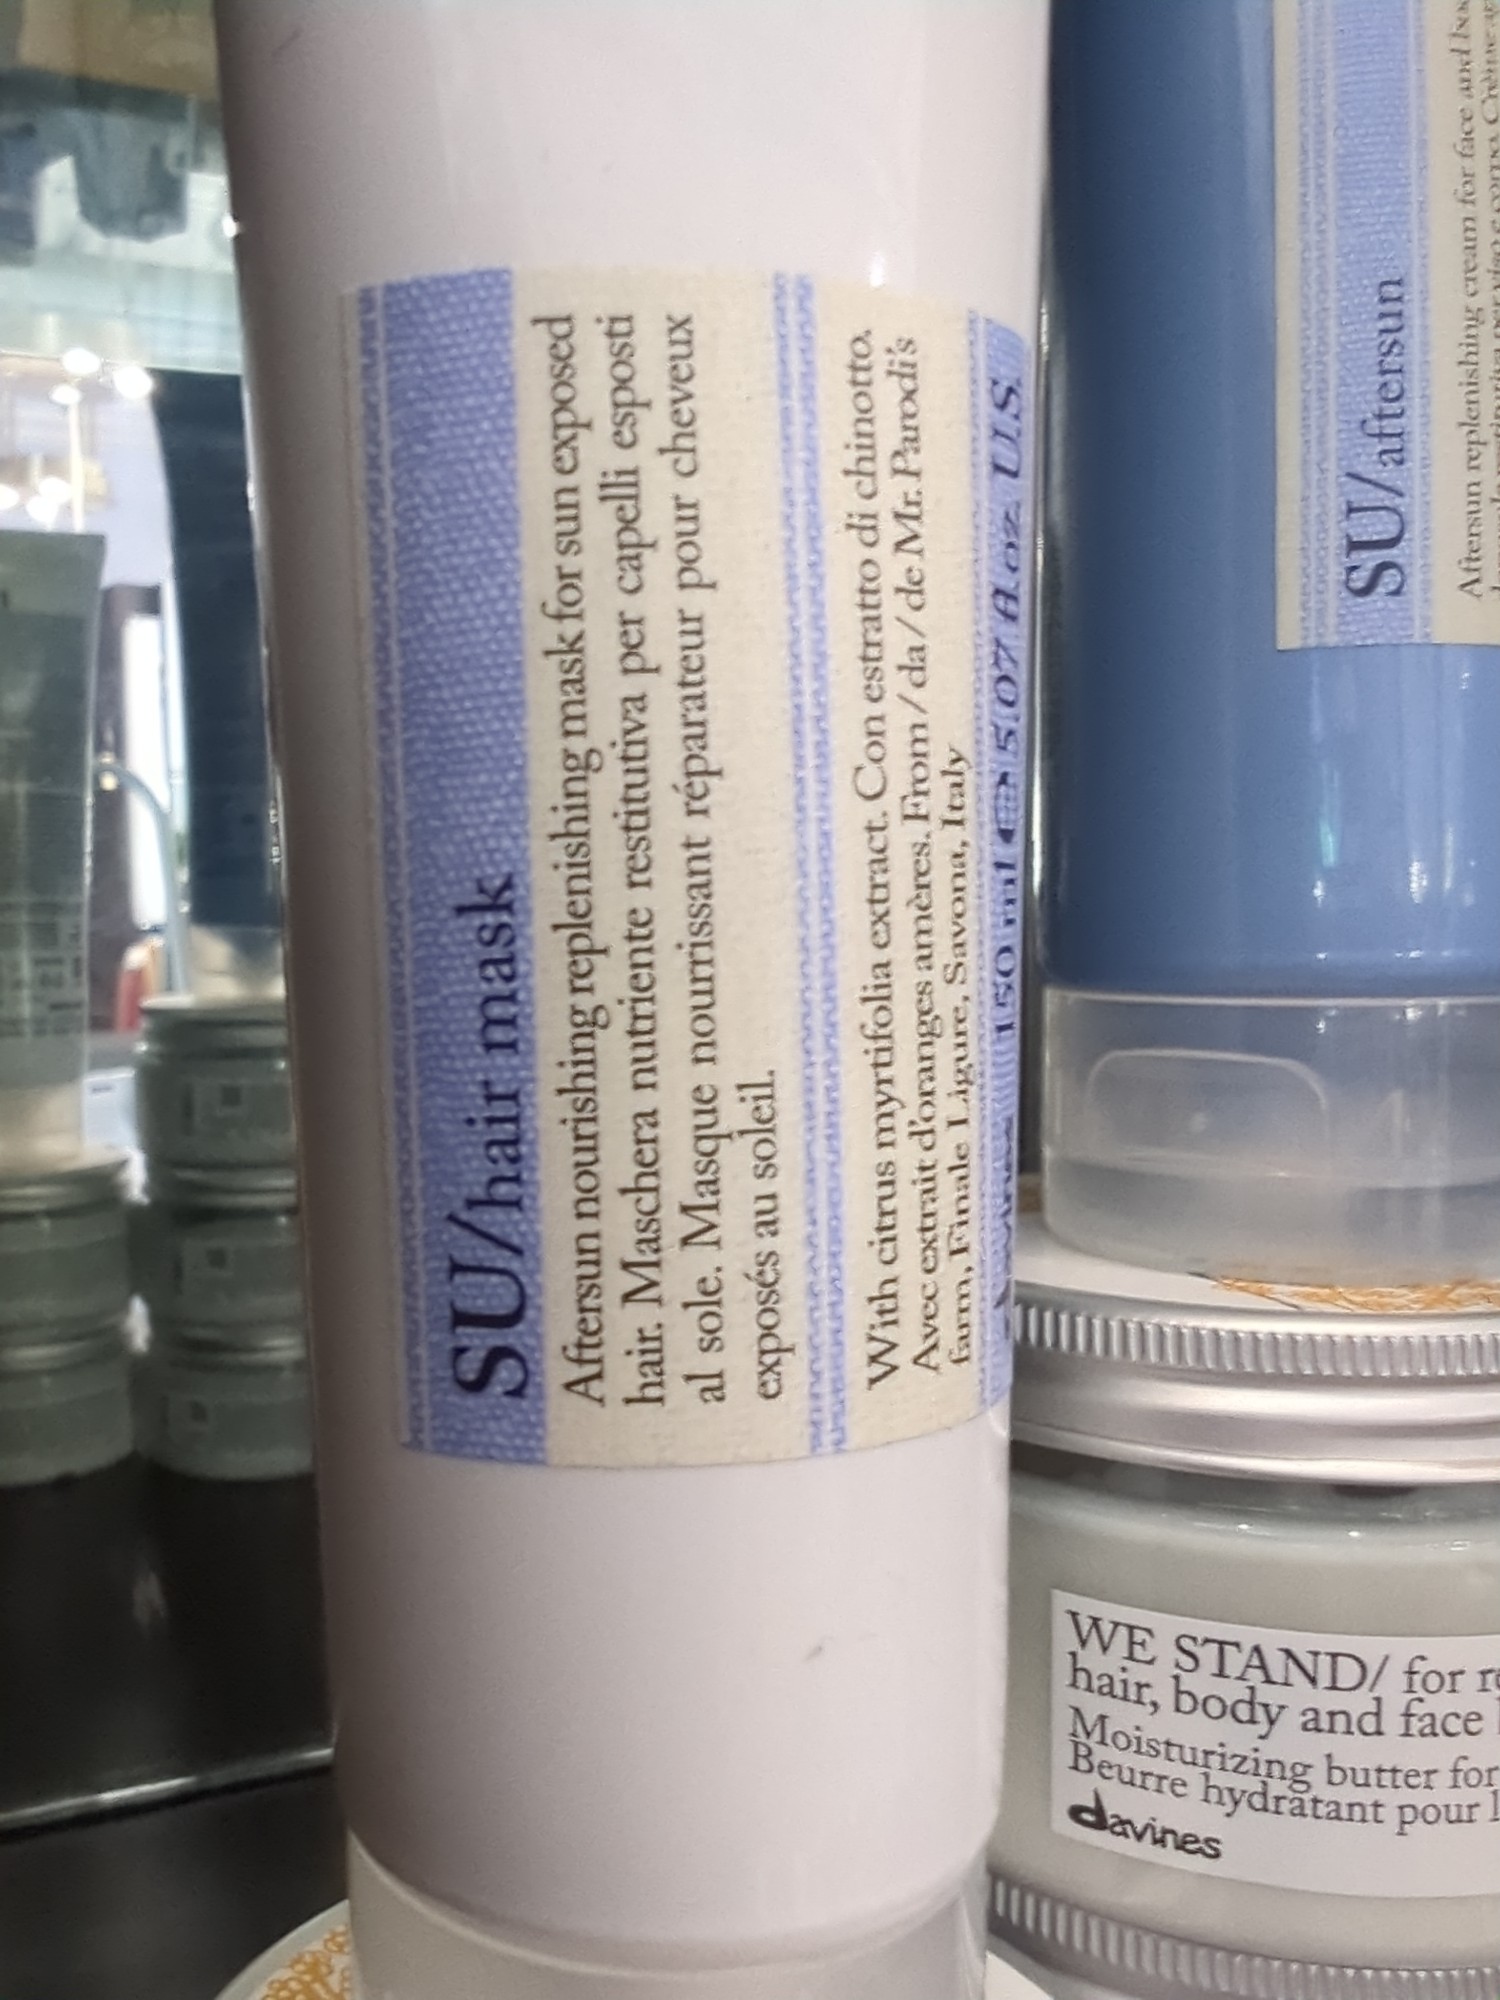 SU/hair mask
Aftersun nourishing replenishing mask for sun exposed
hair. Maschera nutriente restitutiva per capelli esposti
al sole. Masque nourrissant réparateur pour cheveux
exposés au soleil.
With citrus myrtifolia extract. Con estratto di chinotto.
Avec extrait d'oranges amères. From / da / de Mr. Parodi's
farm, Finale Ligure, Savona, Italy
150 ml ℮ 5.07 fl.oz. U.S.
SU/aftersun
Aftersun replenishing cream for face and
WE STAND/ for
hair, body and face
Moisturizing butter for
Beurre hydratant pour
davines